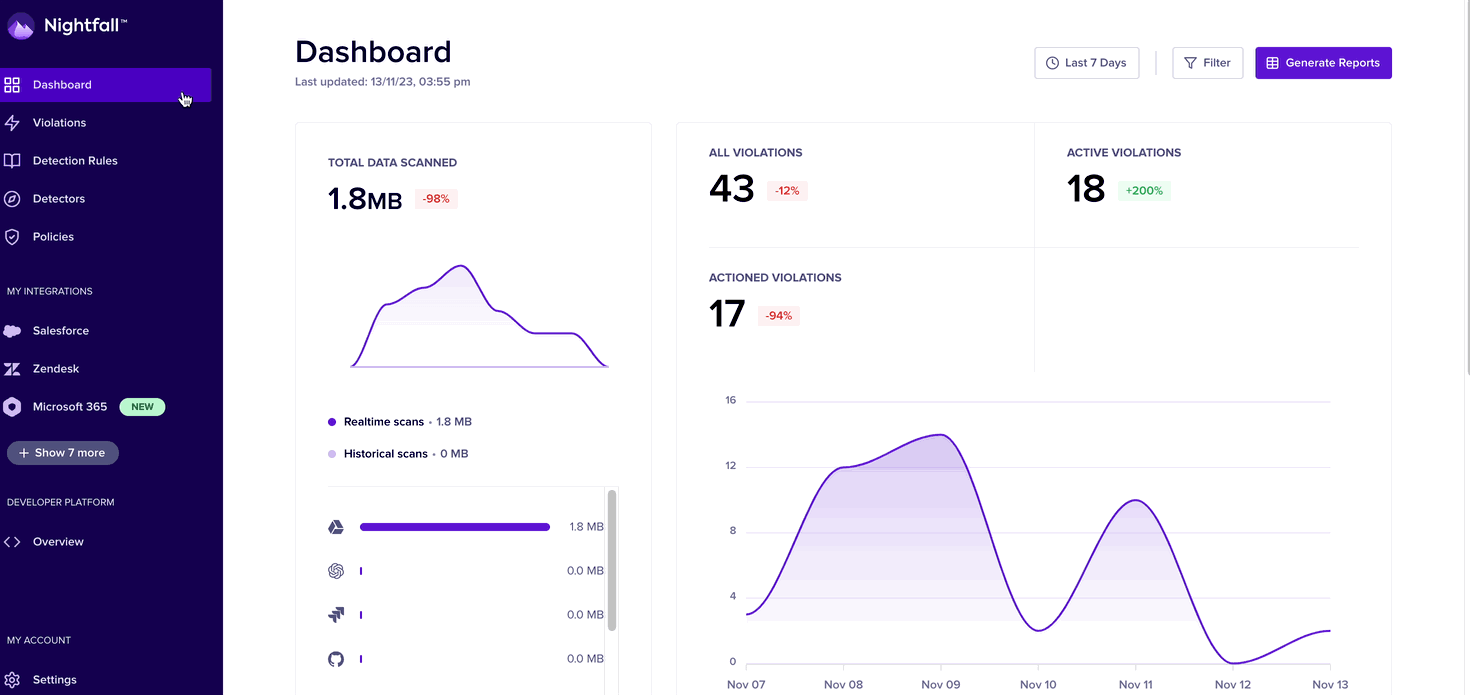 Nightfall™
Dashboard
Violations
Detection Rules
Detectors
Policies
MY INTEGRATIONS
Salesforce
Zendesk
Microsoft 365 NEW
+ Show 7 more
DEVELOPER PLATFORM
Overview
MY ACCOUNT
Settings
Dashboard
Last updated: 13/11/23, 03:55 pm
Last 7 Days
Filter
Generate Reports
TOTAL DATA SCANNED
1.8MB -98%
Realtime scans • 1.8 MB
Historical scans • 0 MB
1.8 MB
0.0 MB
0.0 MB
0.0 MB
ALL VIOLATIONS
43 -12%
ACTIVE VIOLATIONS
18 +200%
ACTIONED VIOLATIONS
17 -94%
16
12
8
4
0
Nov 07 Nov 08 Nov 09 Nov 10 Nov 11 Nov 12 Nov 13